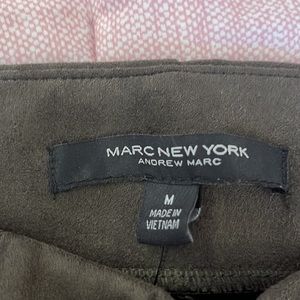 MARC NEW YORK
ANDREW MARC
M
MADE IN
VIETNAM